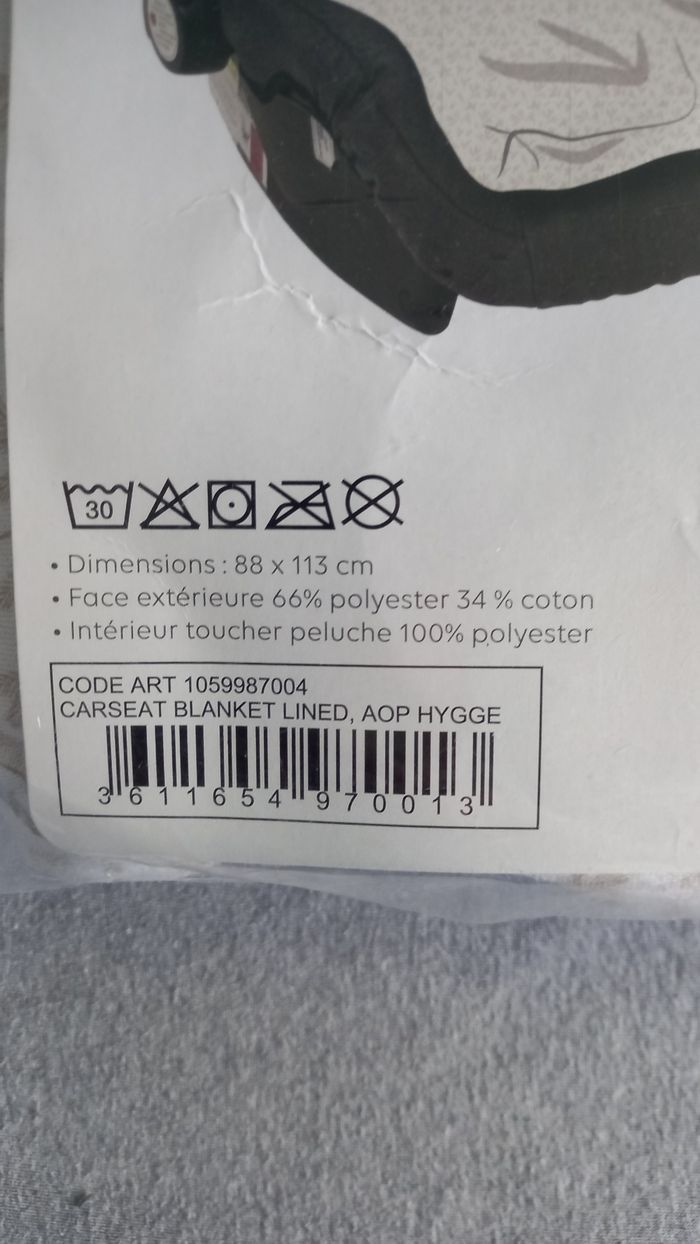 30
• Dimensions : 88 x 113 cm
• Face extérieure 66% polyester 34 % coton
• Intérieur toucher peluche 100% polyester
CODE ART 1059987004
CARSEAT BLANKET LINED, AOP HYGGE
3 611654 970013